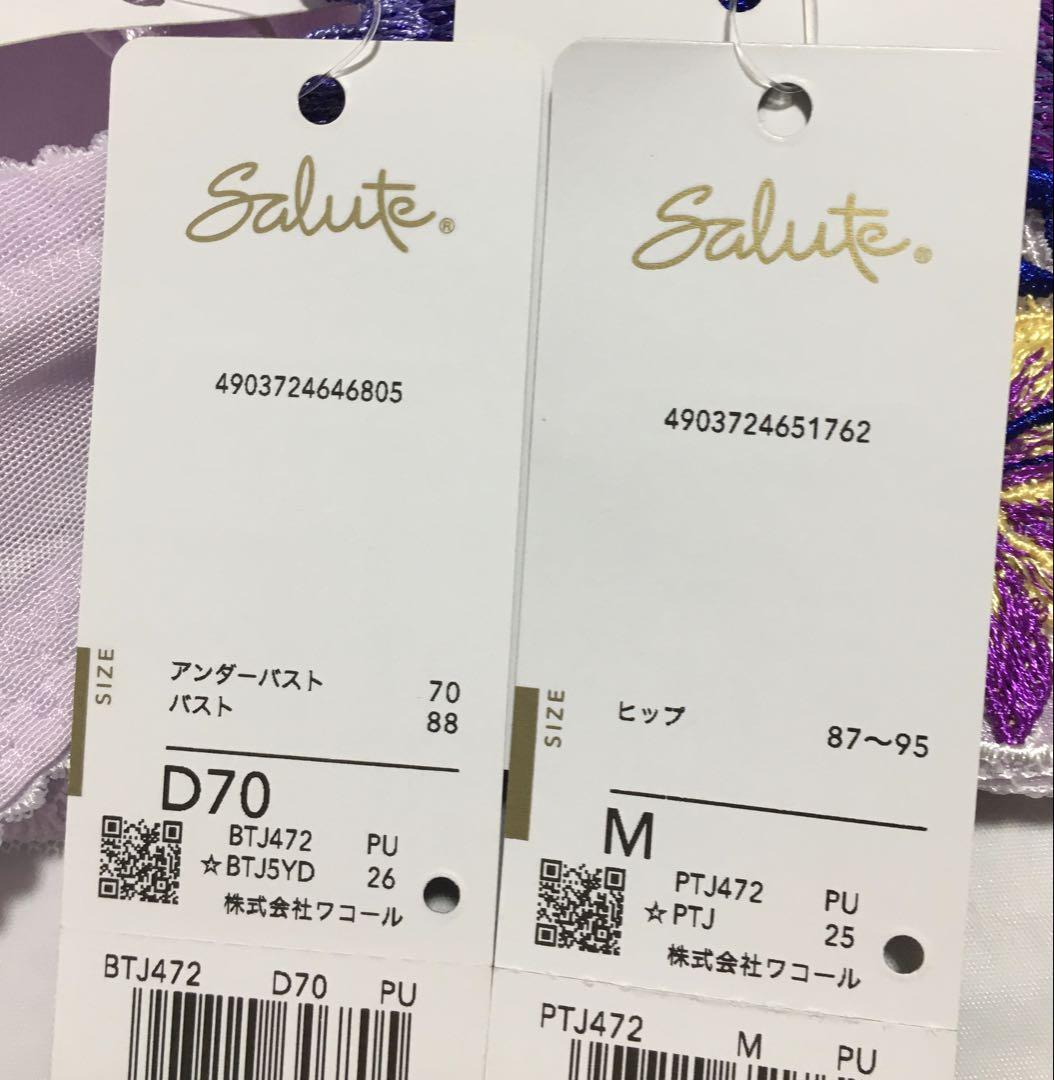 Salute®
4903724646805
SIZE
アンダーバスト 70
バスト 88
D70
BTJ472 PU
☆BTJ5YD 26
株式会社ワコール
BTJ472 D70 PU
Salute®
4903724651762
SIZE
ヒップ 87〜95
M
PTJ472 PU
☆PTJ 25
株式会社ワコール
PTJ472 M PU